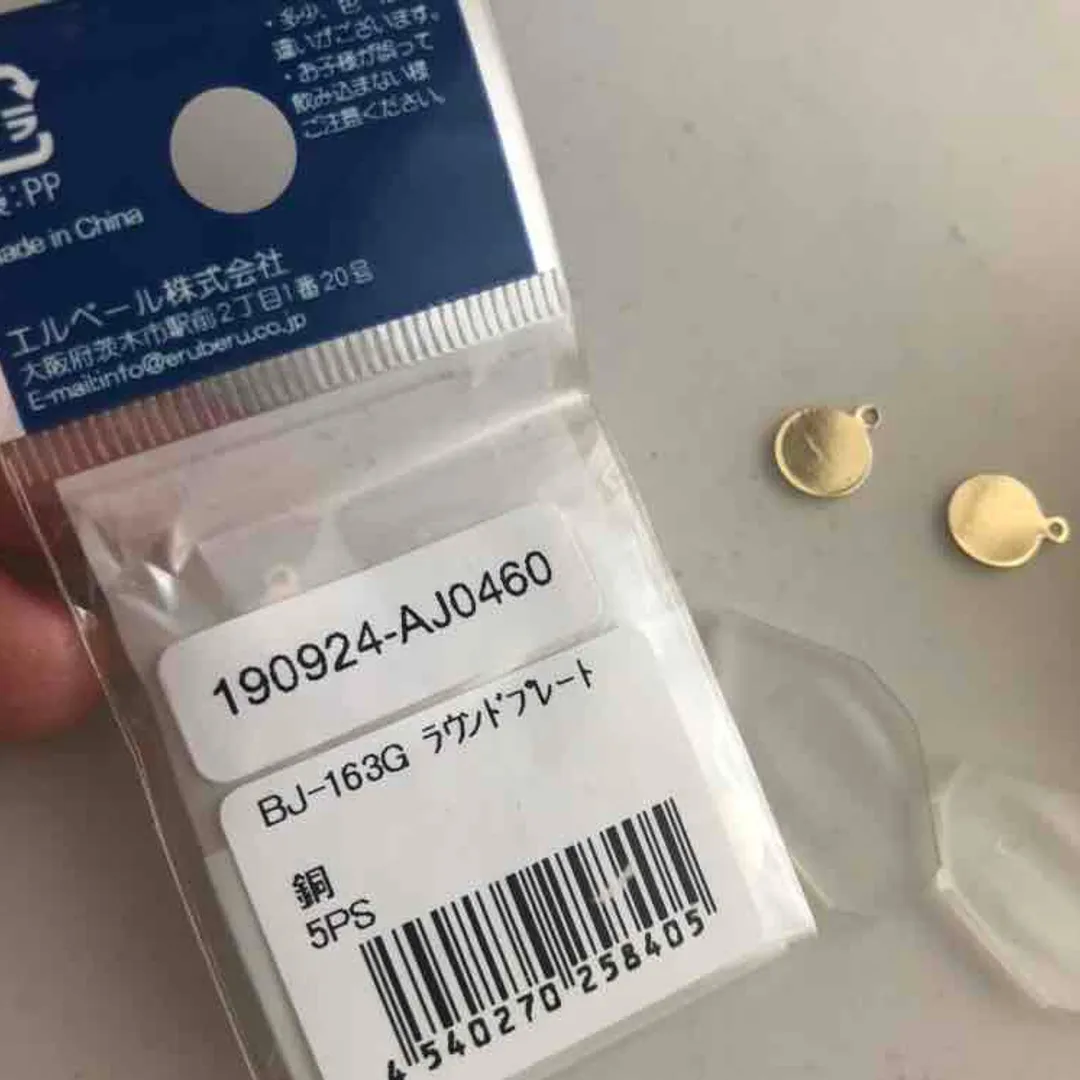 ・多少、色
違いがございます。
・お子様が誤って
飲み込まない様
ご注意ください。
ラ
:PP
ade in China
エルベール株式会社
大阪府茨木市駅前2丁目1番20号
E-mail:info@eruberu.co.jp
190924-AJ0460
BJ-163G ラウンドプレート
銅
5PS
4540270258405